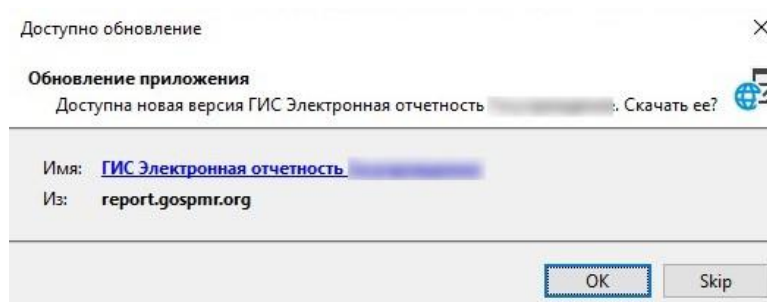 Доступно обновление
Обновление приложения
Доступна новая версия ГИС Электронная отчетность . Скачать ее?
Имя: ГИС Электронная отчетность
Из: report.gospmr.org
OK Skip